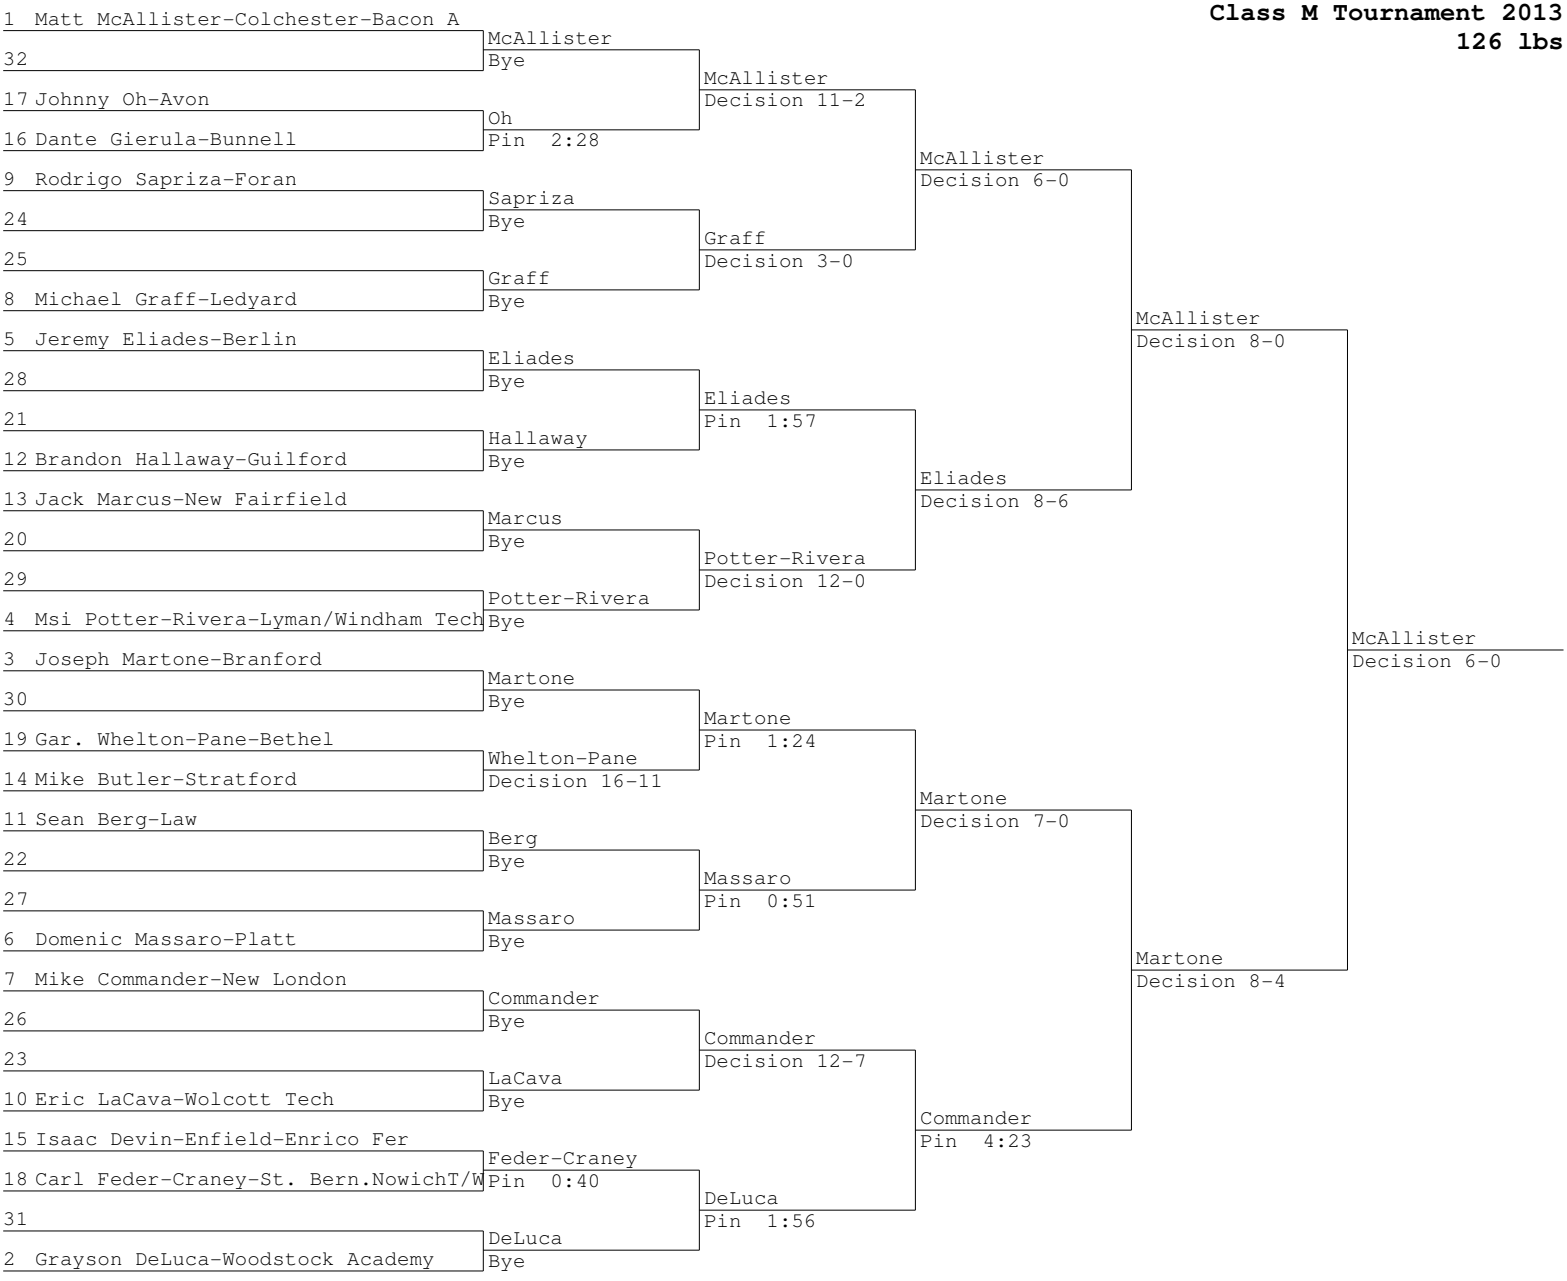 Class M Tournament 2013
126 lbs
1 Matt McAllister-Colchester-Bacon A
McAllister
32
Bye
McAllister
Decision 11-2
17 Johnny Oh-Avon
Oh
16 Dante Gierula-Bunnell
Pin 2:28
McAllister
Decision 6-0
9 Rodrigo Sapriza-Foran
Sapriza
24
Bye
Graff
Decision 3-0
25
Graff
8 Michael Graff-Ledyard
Bye
McAllister
Decision 8-0
5 Jeremy Eliades-Berlin
Eliades
28
Bye
Eliades
Pin 1:57
21
Hallaway
12 Brandon Hallaway-Guilford
Bye
Eliades
Decision 8-6
13 Jack Marcus-New Fairfield
Marcus
20
Bye
Potter-Rivera
Decision 12-0
29
Potter-Rivera
4 Msi Potter-Rivera-Lyman/Windham Tech
Bye
McAllister
Decision 6-0
3 Joseph Martone-Branford
Martone
30
Bye
Martone
Pin 1:24
19 Gar. Whelton-Pane-Bethel
Whelton-Pane
14 Mike Butler-Stratford
Decision 16-11
Martone
Decision 7-0
11 Sean Berg-Law
Berg
22
Bye
Massaro
Pin 0:51
27
Massaro
6 Domenic Massaro-Platt
Bye
Martone
Decision 8-4
7 Mike Commander-New London
Commander
26
Bye
Commander
Decision 12-7
23
LaCava
10 Eric LaCava-Wolcott Tech
Bye
Commander
Pin 4:23
15 Isaac Devin-Enfield-Enrico Fer
Feder-Craney
18 Carl Feder-Craney-St. Bern.NowichT/W
Pin 0:40
DeLuca
Pin 1:56
31
DeLuca
2 Grayson DeLuca-Woodstock Academy
Bye